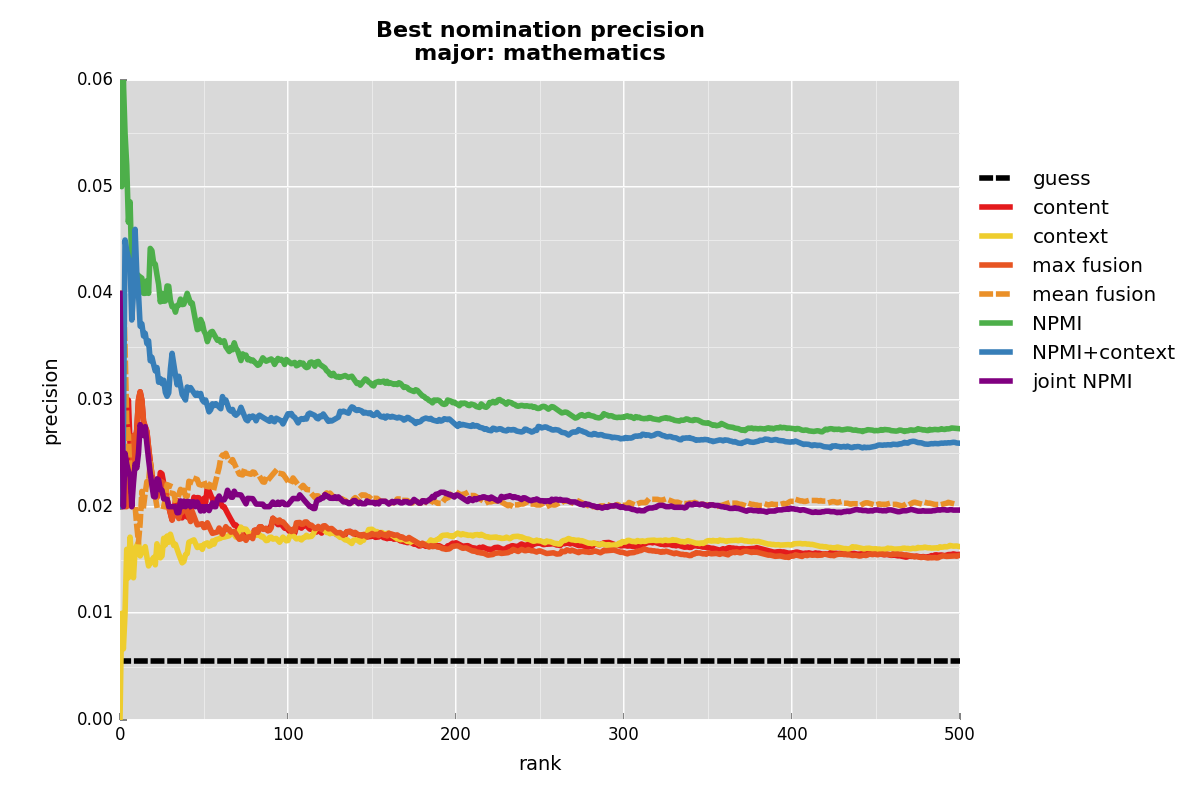 Best nomination precision
major: mathematics
0.06
0.05
0.04
0.03
0.02
0.01
0.00
precision
0
100
200
300
400
500
rank
guess
content
context
max fusion
mean fusion
NPMI
NPMI+context
joint NPMI